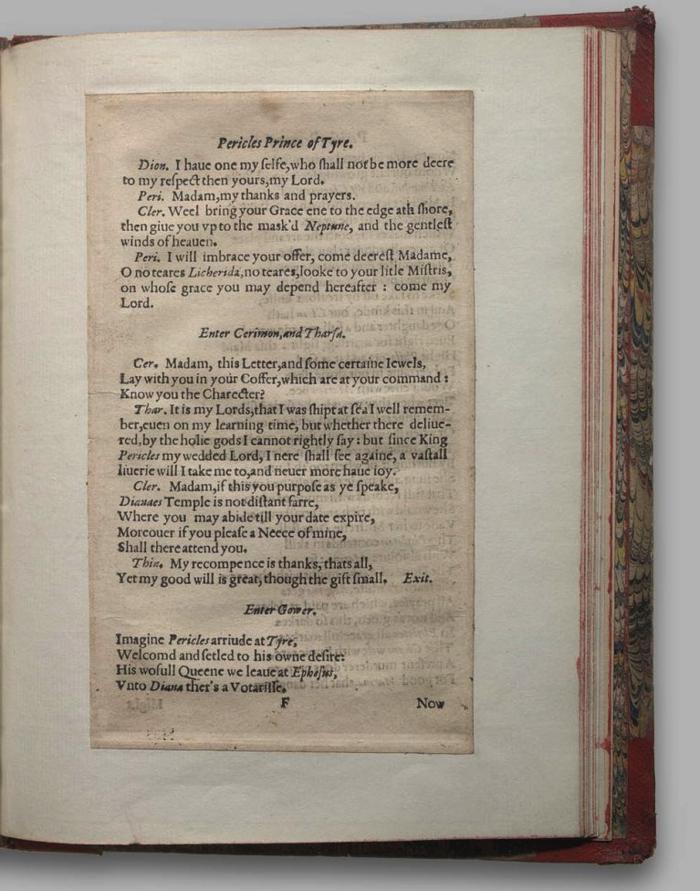 Pericles Prince of Tyre.
Dion. I haue one my ſelfe,who ſhall not be more deere
to my reſpect then yours,my Lord.
Peri. Madam,my thanks and prayers.
Cler. Weel bring your Grace ene to the edge ath ſhore,
then giue you vp to the mask'd Neptune, and the gentleſt
winds of heauen.
Peri. I will imbrace your offer, come deereſt Madame,
O no teares Licherida,no teares,looke to your litle Miſtris,
on whoſe grace you may depend hereafter : come my
Lord.
Enter Cerimon,and Tharſa.
Cer. Madam, this Letter,and ſome certaine Iewels,
Lay with you in your Coffer,which are at your command :
Know you the Charecter?
Thar. It is my Lords,that I was ſhipt at ſea I well remem-
ber,euen on my learning time, but whether there deliue-
red,by the holie gods I cannot rightly ſay : but ſince King
Pericles my wedded Lord, I nere ſhall ſee againe, a vaſtall
liuerie will I take me to,and neuer more haue ioy.
Cler. Madam,if this you purpoſe as ye ſpeake,
Dianaes Temple is not diſtant farre,
Where you may abide till your date expire,
Moreouer if you pleaſe a Neece of mine,
Shall there attend you.
Thin. My recompence is thanks, thats all,
Yet my good will is great, though the gift ſmall. Exit.
Enter Gower.
Imagine Pericles arriude at Tyre,
Welcomd and ſetled to his owne deſire:
His wofull Queene we leaue at Epheſus,
Vnto Diana ther's a Votariſſe.
F Now